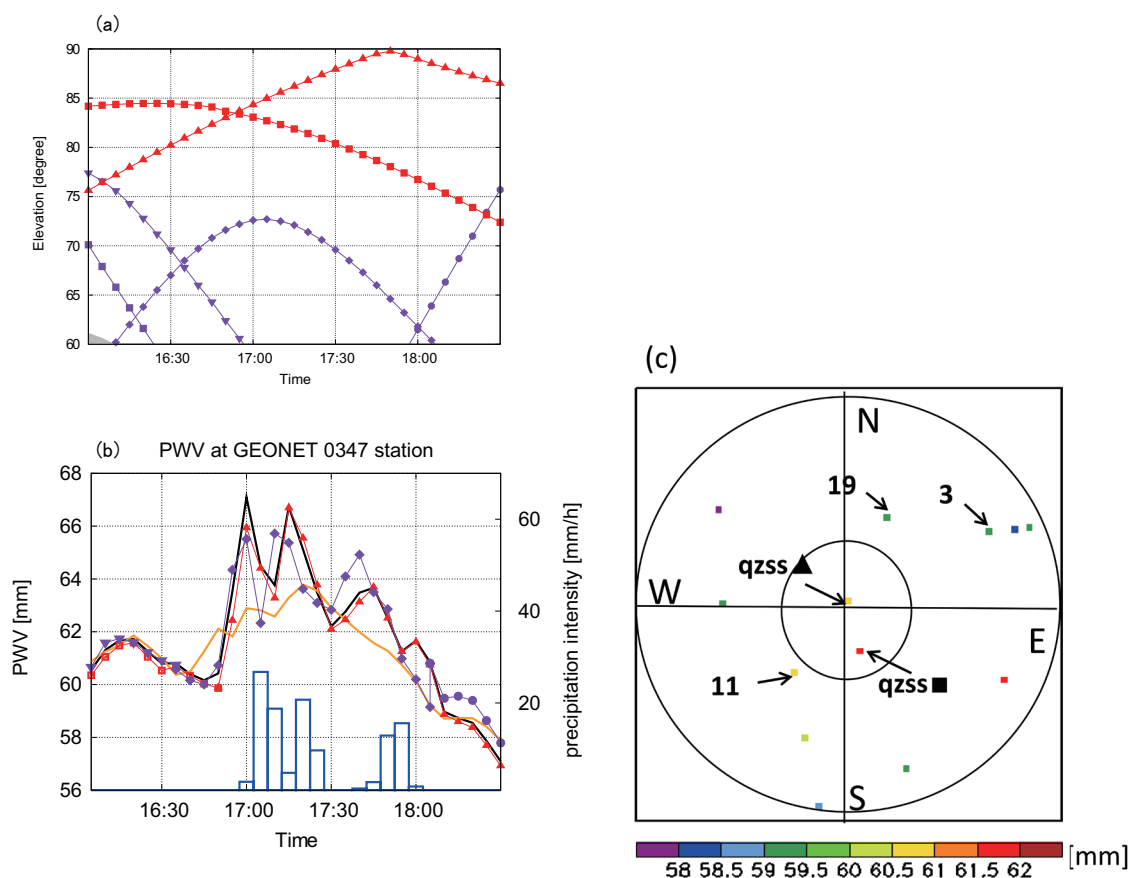 (a)
90
85
80
75
70
65
60
Elevation [degree]
16:30 17:00 17:30 18:00
Time
(b) PWV at GEONET 0347 station
68
66
64
62
60
58
56
PWV [mm]
60
40
20
precipitation intensity [mm/h]
16:30 17:00 17:30 18:00
Time
(c)
N
19 3
qzss
W
E
11 qzss
S
58 58.5 59 59.5 60 60.5 61 61.5 62 [mm]